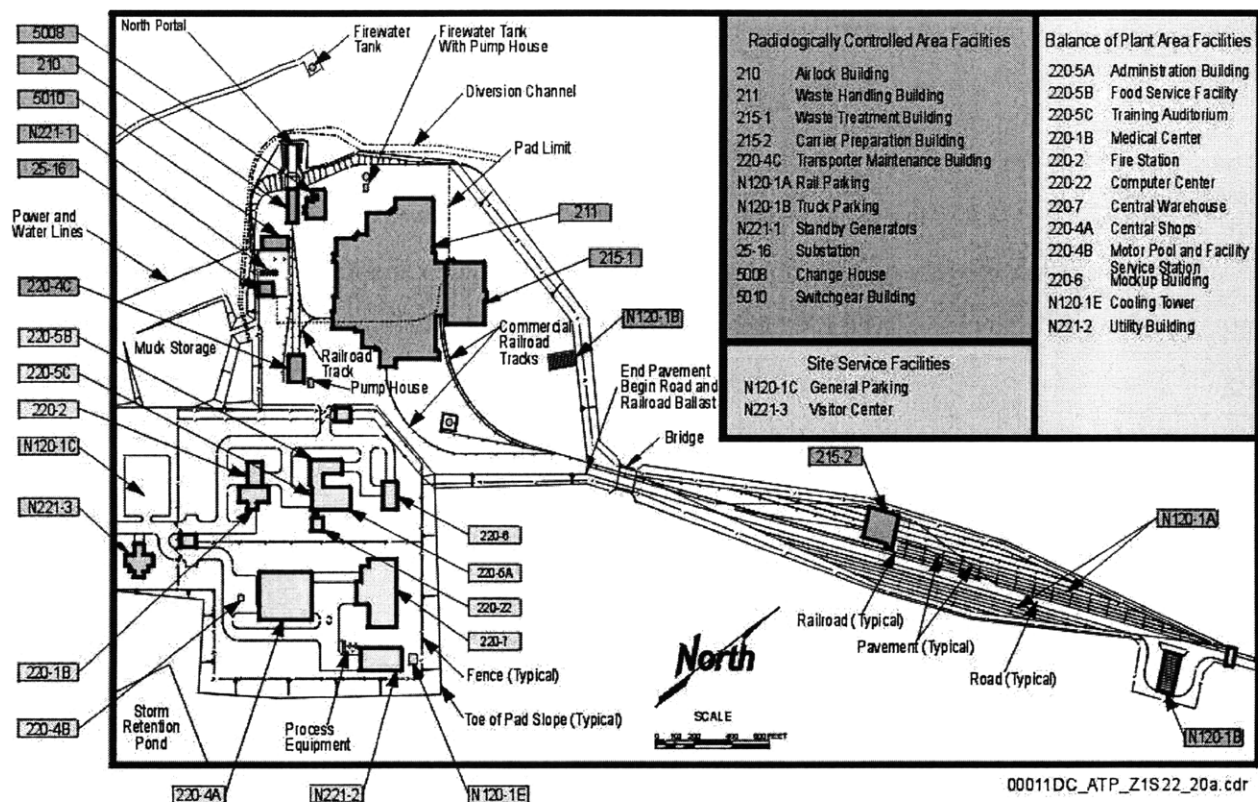 5008
210
5010
N221-1
25-16
Power and
Water Lines
220-4C
220-5B
220-5C
220-2
N120-1C
N221-3
220-1B
220-4B
North Portal
Firewater
Tank
Firewater Tank
With Pump House
Diversion Channel
Pad Limit
211
215-1
N120-1B
Muck Storage
Railroad
Track
Pump House
Commercial
Railroad
Tracks
End Pavement
Begin Road and
Railroad Ballast
Bridge
215-2
N120-1A
220-6
220-5A
220-22
220-7
Fence (Typical)
Toe of Pad Slope (Typical)
Storm
Retention
Pond
Process
Equipment
220-4A
N221-2
N120-1E
Railroad (Typical)
Pavement (Typical)
Road (Typical)
N120-1B
North
SCALE
0 100 200 400 600 FEET
Radiologically Controlled Area Facilities
210 Airlock Building
211 Waste Handling Building
215-1 Waste Treatment Building
215-2 Carrier Preparation Building
220-4C Transporter Maintenance Building
N120-1A Rail Parking
N120-1B Truck Parking
N221-1 Standby Generators
25-16 Substation
5008 Change House
5010 Switchgear Building
Site Service Facilities
N120-1C General Parking
N221-3 Visitor Center
Balance of Plant Area Facilities
220-5A Administration Building
220-5B Food Service Facility
220-5C Training Auditorium
220-1B Medical Center
220-2 Fire Station
220-22 Computer Center
220-7 Central Warehouse
220-4A Central Shops
220-4B Motor Pool and Facility
Service Station
220-6 Mockup Building
N120-1E Cooling Tower
N221-2 Utility Building
00011DC_ATP_Z1S22_20a.cdr